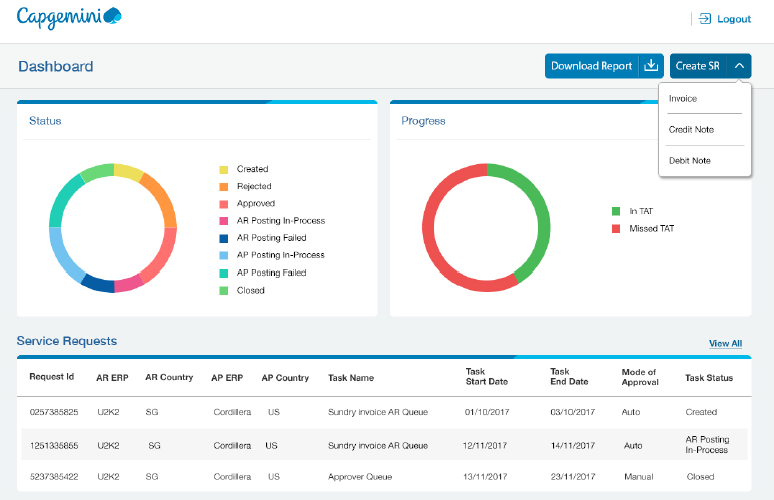 Capgemini
Logout
Dashboard
Download Report
Create SR
Invoice
Credit Note
Debit Note
Status
Created
Rejected
Approved
AR Posting In-Process
AR Posting Failed
AP Posting In-Process
AP Posting Failed
Closed
Progress
In TAT
Missed TAT
Service Requests
View All
Request Id AR ERP AR Country AP ERP AP Country Task Name Task Start Date Task End Date Mode of Approval Task Status
0257385825 U2K2 SG Cordillera US Sundry invoice AR Queue 01/10/2017 03/10/2017 Auto Created
1251335855 U2K2 SG Cordillera US Sundry invoice AR Queue 12/11/2017 14/11/2017 Auto AR Posting In-Process
5237385422 U2K2 SG Cordillera US Approver Queue 13/11/2017 23/11/2017 Manual Closed